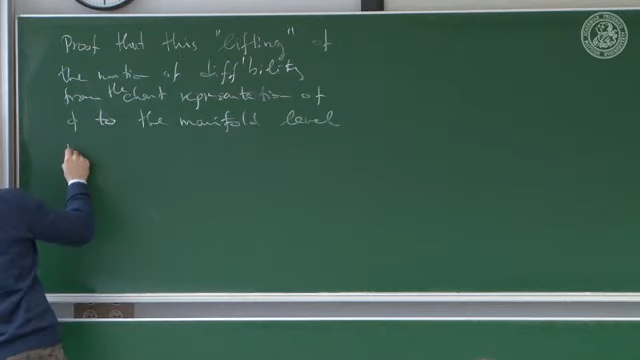 Proof that this "lifting" of
the notion of diff'bility
from the chart representation of
ϕ to the manifold level